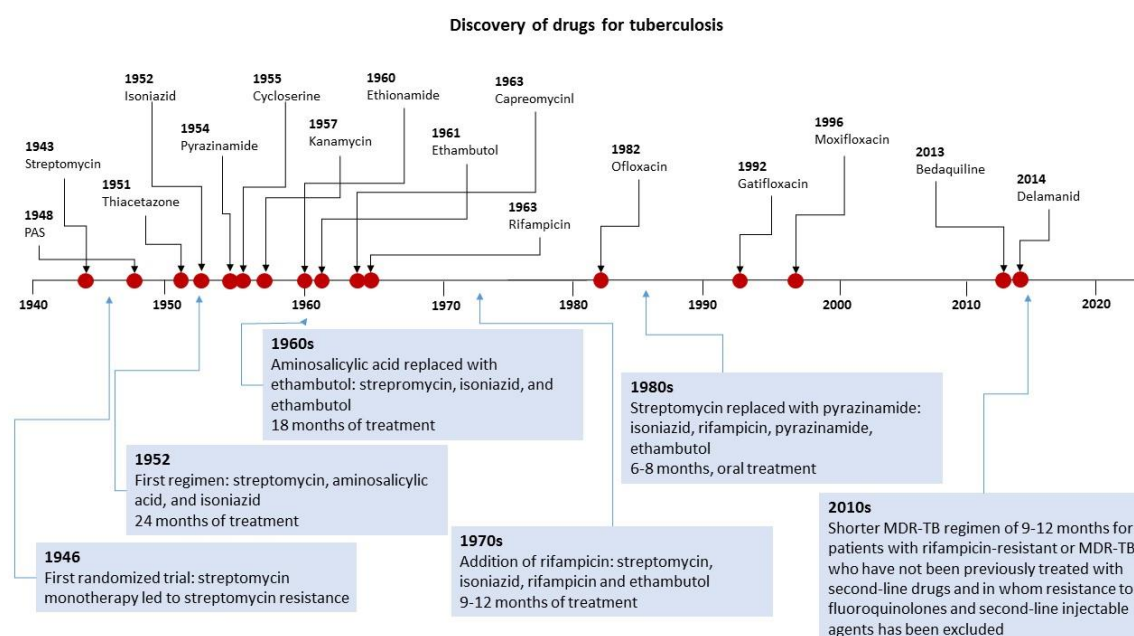 Discovery of drugs for tuberculosis
1943
Streptomycin
1948
PAS
1951
Thiacetazone
1952
Isoniazid
1954
Pyrazinamide
1955
Cycloserine
1957
Kanamycin
1960
Ethionamide
1961
Ethambutol
1963
Capreomycinl
1963
Rifampicin
1982
Ofloxacin
1992
Gatifloxacin
1996
Moxifloxacin
2013
Bedaquiline
2014
Delamanid
1940
1950
1960
1970
1980
1990
2000
2010
2020
1960s
Aminosalicylic acid replaced with
ethambutol: strepromycin, isoniazid, and
ethambutol
18 months of treatment
1980s
Streptomycin replaced with pyrazinamide:
isoniazid, rifampicin, pyrazinamide,
ethambutol
6-8 months, oral treatment
1952
First regimen: streptomycin, aminosalicylic
acid, and isoniazid
24 months of treatment
2010s
Shorter MDR-TB regimen of 9-12 months for
patients with rifampicin-resistant or MDR-TB
who have not been previously treated with
second-line drugs and in whom resistance to
fluoroquinolones and second-line injectable
agents has been excluded
1970s
Addition of rifampicin: streptomycin,
isoniazid, rifampicin and ethambutol
9-12 months of treatment
1946
First randomized trial: streptomycin
monotherapy led to streptomycin resistance